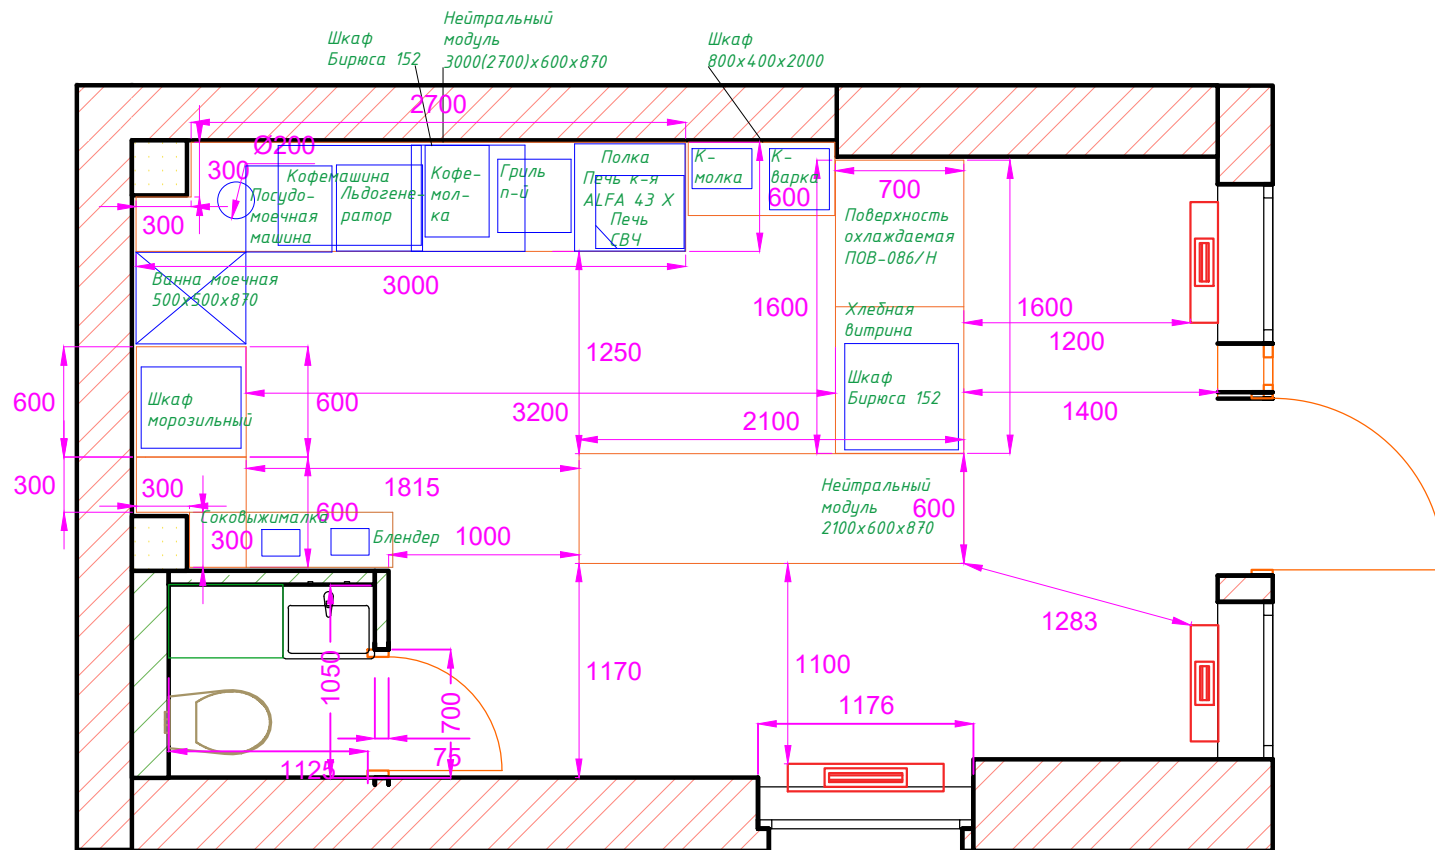 Нейтральный
модуль
3000(2700)х600х870
Шкаф
Бирюса 152
Шкаф
800х400х2000
2700
Ø200
300
300
Кофемашина
Посудо-
моечная
машина
Льдогене-
ратор
Кофе-
мол-
ка
Гриль
п-й
Полка
Печь к-я
ALFA 43 X
Печь
СВЧ
К-
молка
К-
варка
600
700
Поверхность
охлаждаемая
ПОВ-086/Н
Ванна моечная
500х500х870
3000
1600
1600
1200
Хлебная
витрина
1250
Шкаф
Бирюса 152
600
Шкаф
морозильный
600
3200
2100
1400
300
300
1815
Нейтральный
модуль
2100х600х870
600
Соковыжималка
600
300
Блендер
1000
1283
1050
1170
1100
700
1176
75
1125